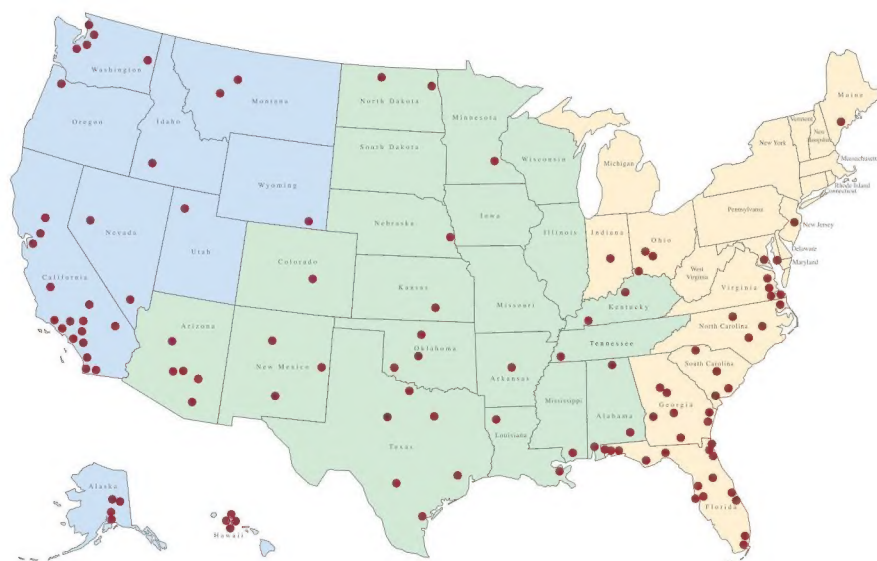 Washington
Montana
North Dakota
Minnesota
Maine
Vermont
New
Hampshire
Oregon
Idaho
South Dakota
Wisconsin
Michigan
New York
Massachusetts
Rhode Island
Connecticut
Wyoming
Nebraska
Iowa
Pennsylvania
New Jersey
Nevada
Utah
Colorado
Illinois
Indiana
Ohio
Delaware
Maryland
West
Virginia
Virginia
California
Kansas
Missouri
Kentucky
North Carolina
Arizona
New Mexico
Oklahoma
Arkansas
Tennessee
South Carolina
Mississippi
Alabama
Georgia
Texas
Louisiana
Florida
Alaska
Hawaii